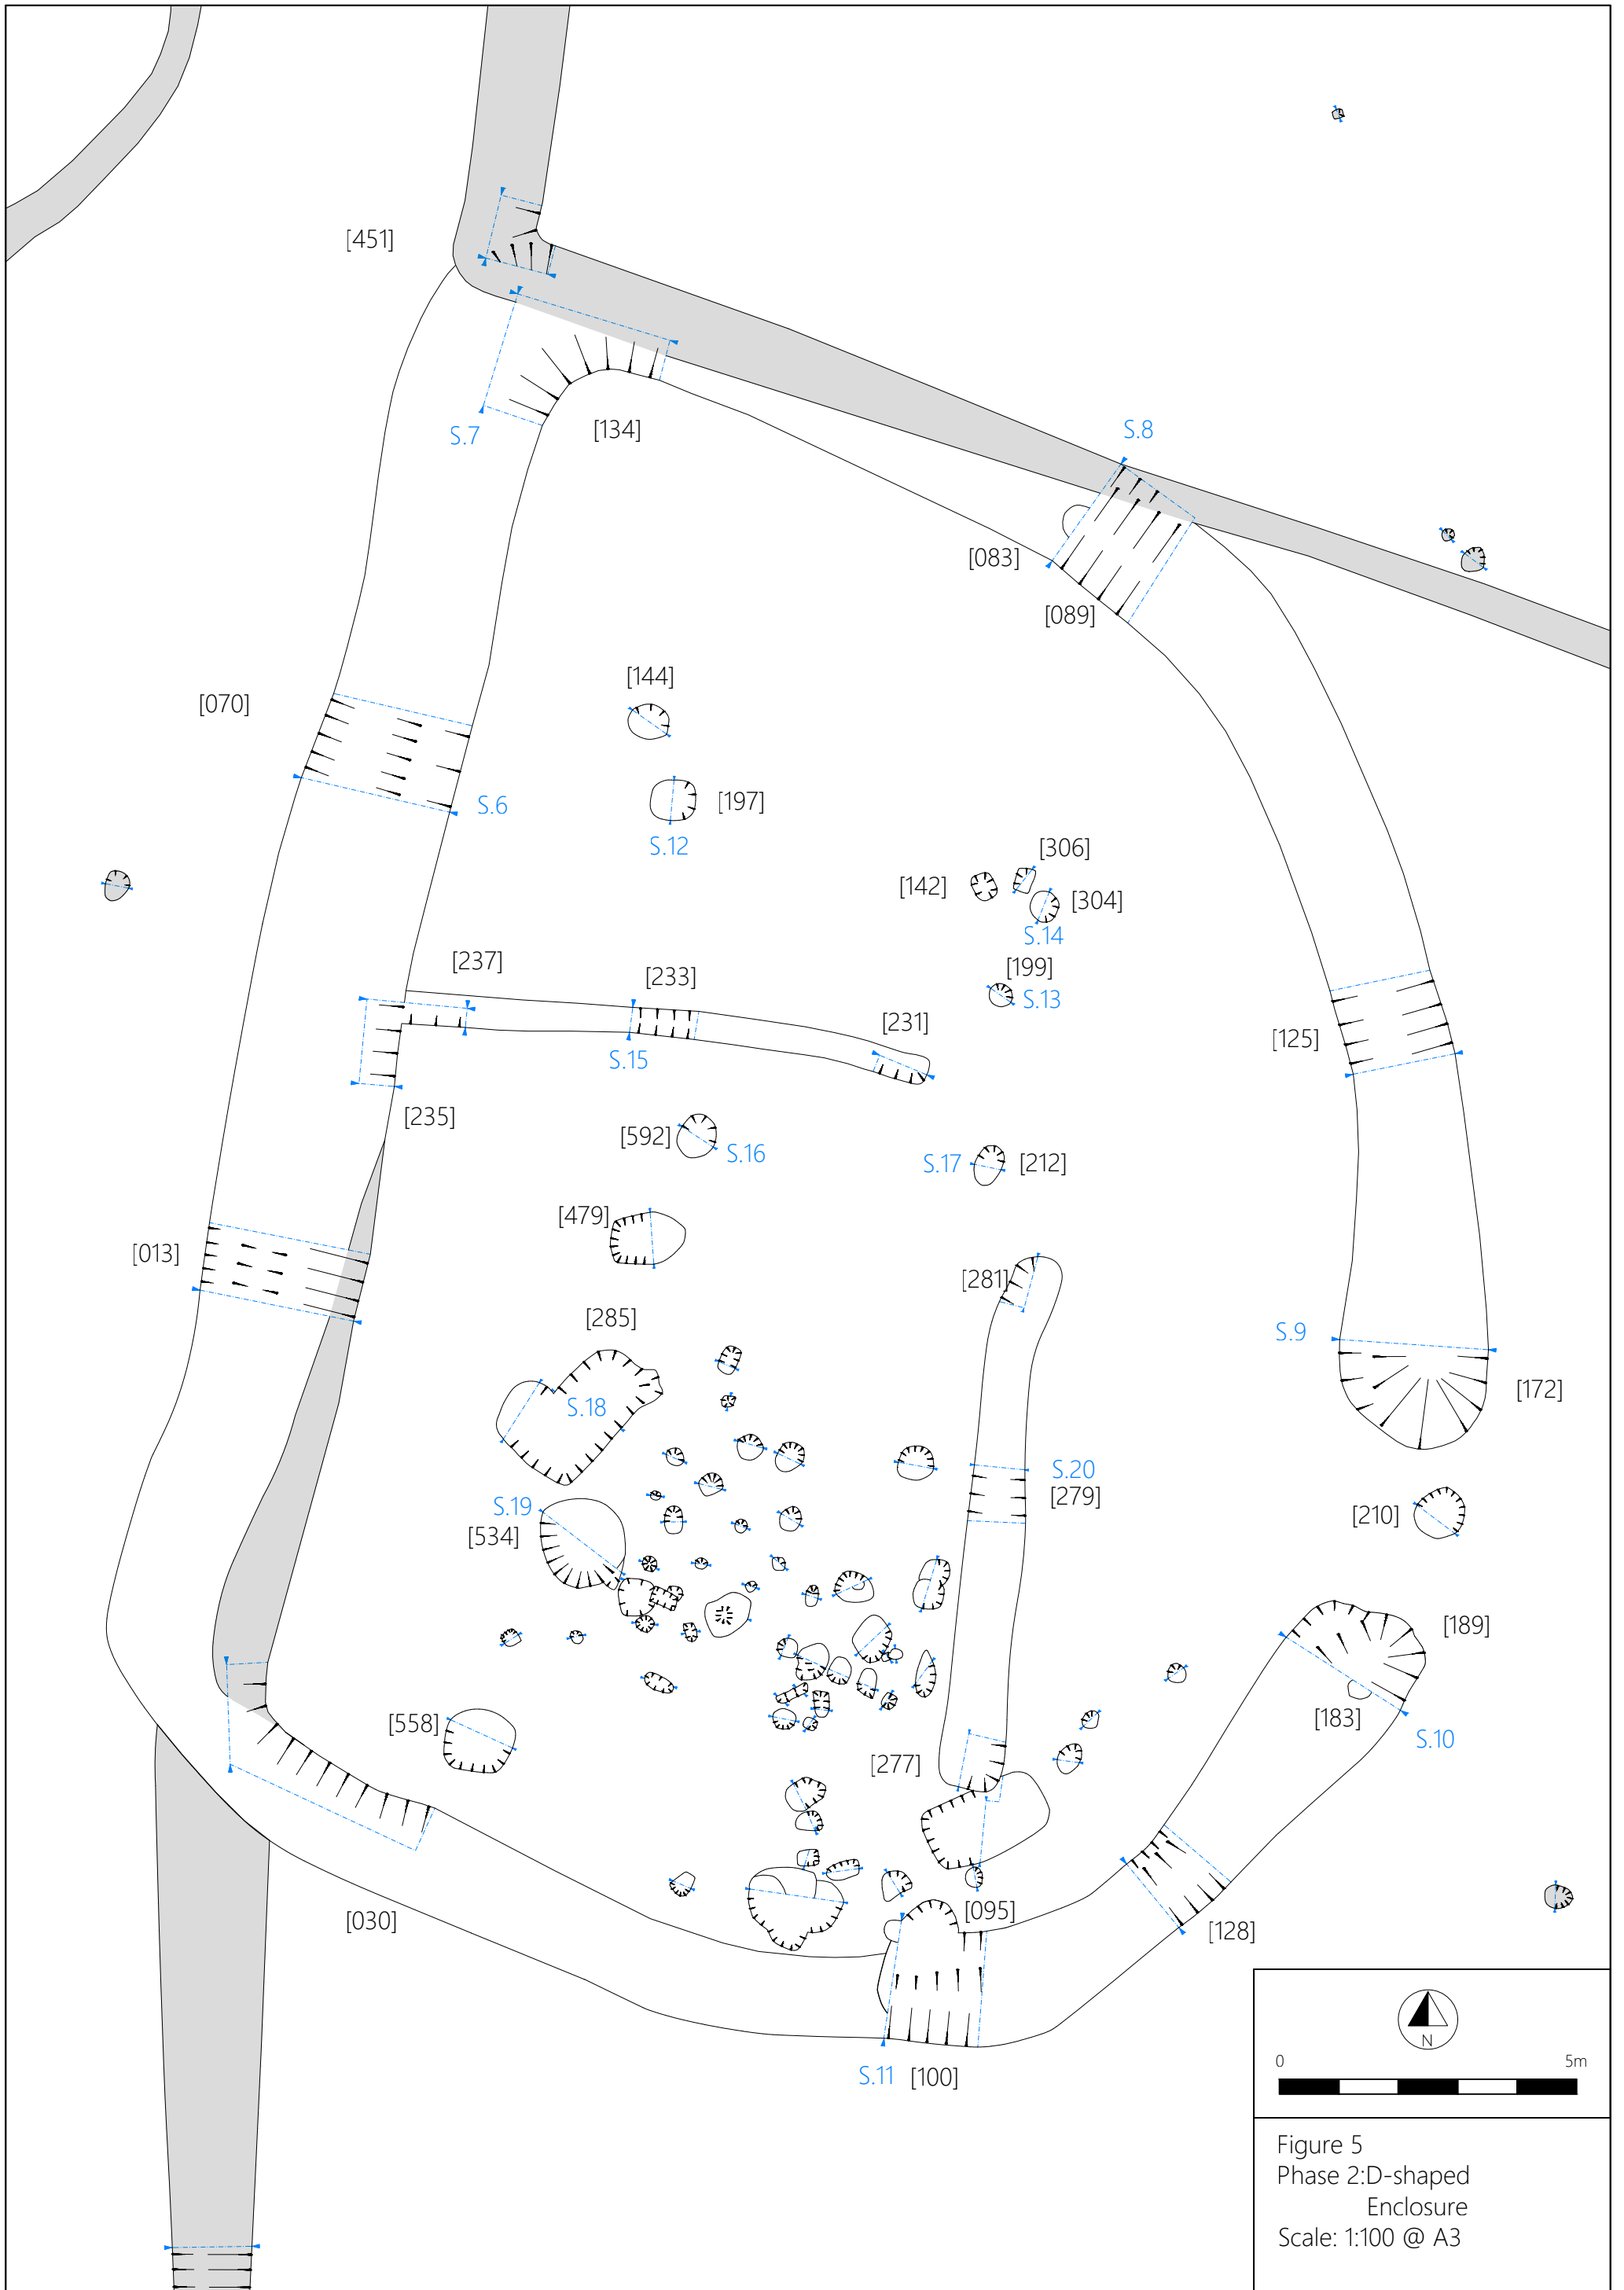 [451]
S.7
[134]
S.8
[083]
[089]
[144]
[070]
S.6
[197]
S.12
[306]
[142]
[304]
S.14
[237]
[233]
[199]
S.13
[231]
[125]
S.15
[235]
[592]
S.16
S.17
[212]
[479]
[013]
[281]
[285]
S.9
[172]
S.18
S.20
[279]
S.19
[534]
[210]
[189]
[183]
[558]
S.10
[277]
[095]
[030]
[128]
S.11
[100]
N
0
5m
Figure 5
Phase 2:D-shaped
Enclosure
Scale: 1:100 @ A3